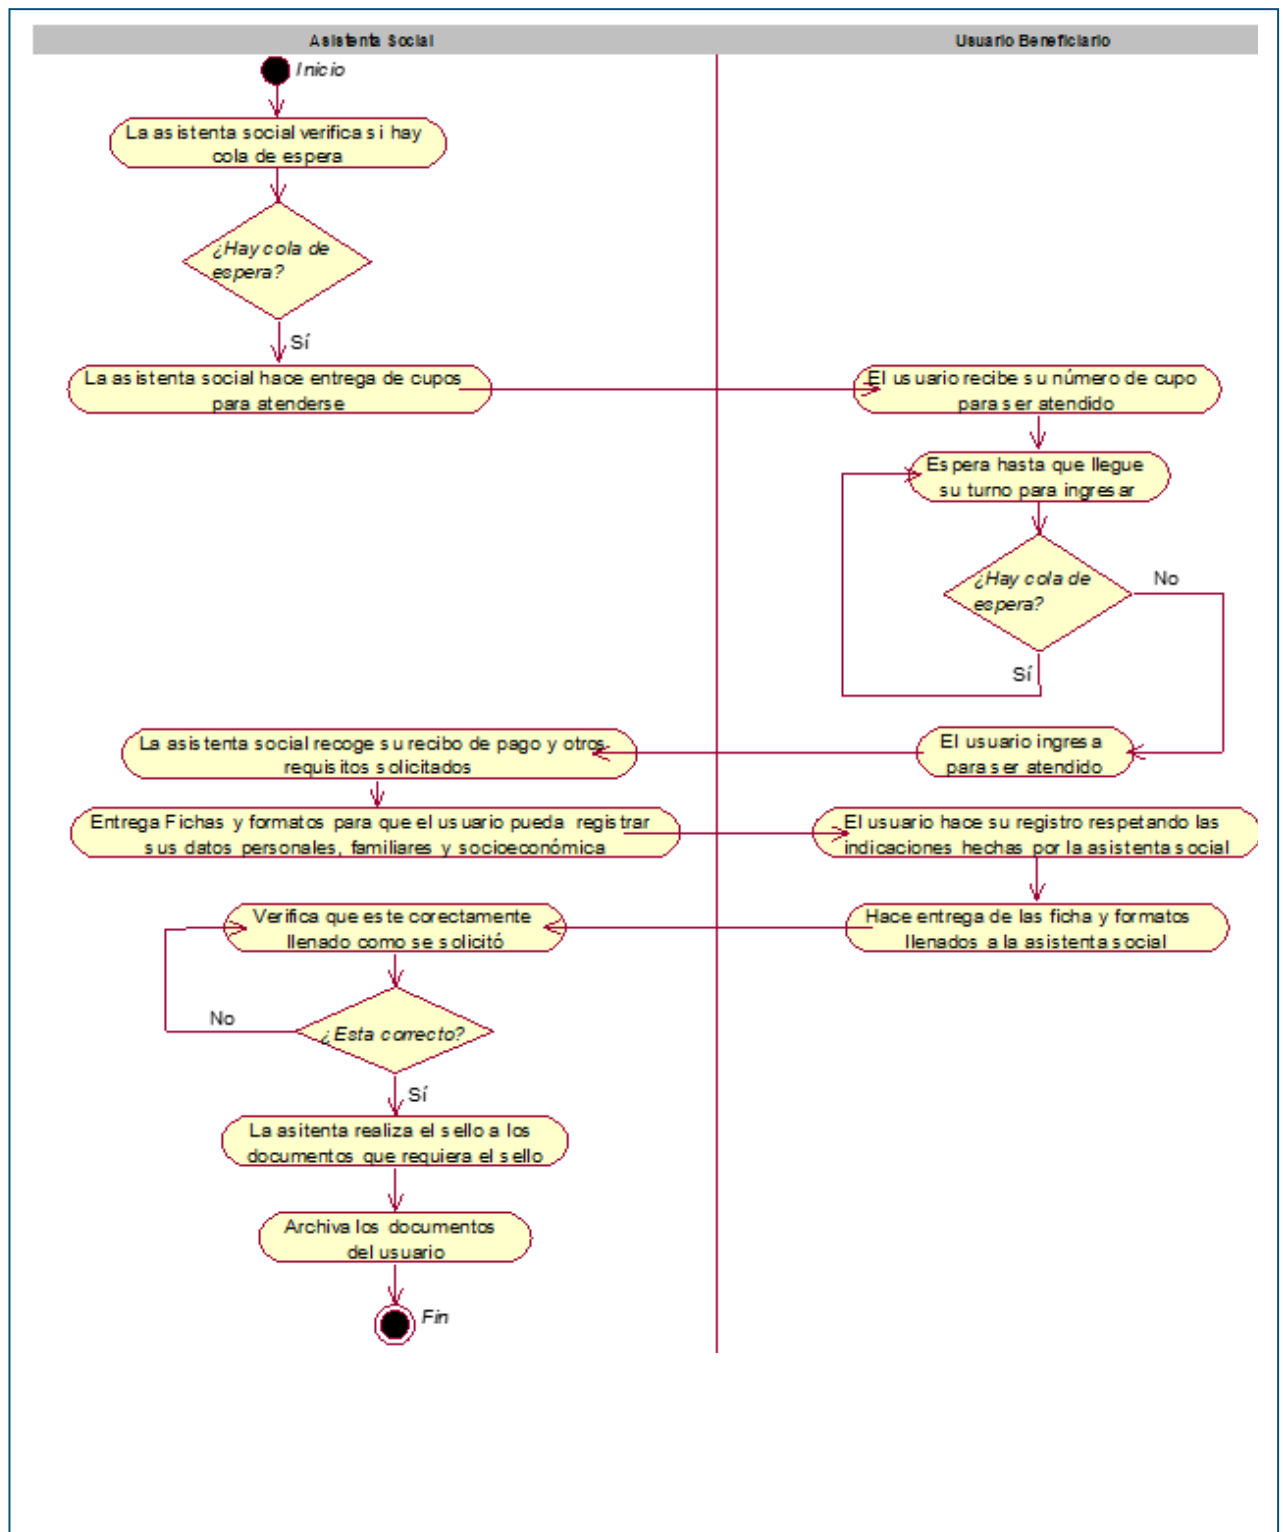 Asistenta Social
Usuario Beneficiario
Inicio
La asistenta social verifica si hay
cola de espera
¿Hay cola de
espera?
Sí
La asistenta social hace entrega de cupos
para atenderse
El usuario recibe su número de cupo
para ser atendido
Espera hasta que llegue
su turno para ingresar
¿Hay cola de
espera?
No
Sí
El usuario ingresa
para ser atendido
La asistenta social recoge su recibo de pago y otros
requisitos solicitados
Entrega Fichas y formatos para que el usuario pueda registrar
sus datos personales, familiares y socioeconómica
El usuario hace su registro respetando las
indicaciones hechas por la asistenta social
Hace entrega de las ficha y formatos
llenados a la asistenta social
Verifica que este corectamente
llenado como se solicitó
No
¿Esta correcto?
Sí
La asitenta realiza el sello a los
documentos que requiera el sello
Archiva los documentos
del usuario
Fin